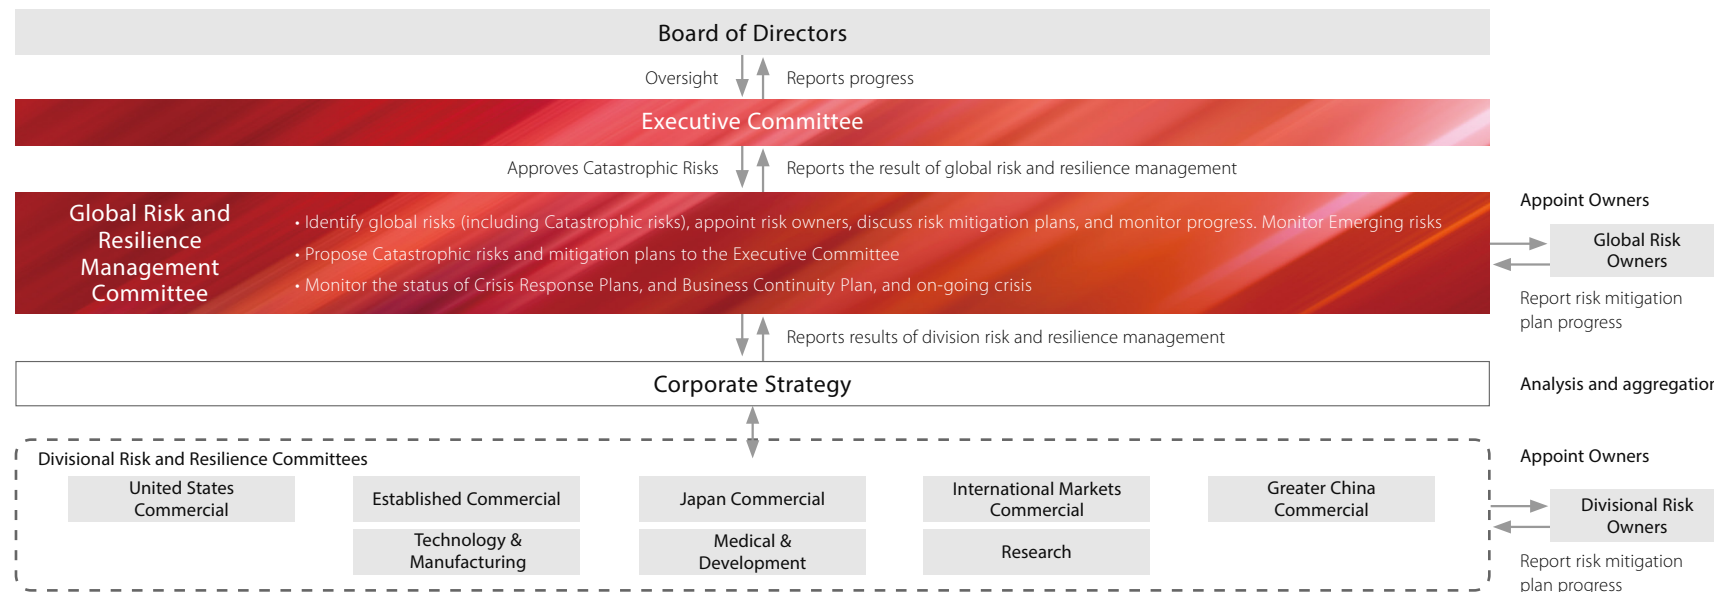 Board of Directors
Oversight
Reports progress
Executive Committee
Approves Catastrophic Risks
Reports the result of global risk and resilience management
Global Risk and
Resilience
Management
Committee
• Identify global risks (including Catastrophic risks), appoint risk owners, discuss risk mitigation plans, and monitor progress. Monitor Emerging risks
• Propose Catastrophic risks and mitigation plans to the Executive Committee
• Monitor the status of Crisis Response Plans, and Business Continuity Plan, and on-going crisis
Appoint Owners
Global Risk
Owners
Report risk mitigation
plan progress
Reports results of division risk and resilience management
Corporate Strategy
Analysis and aggregation
Divisional Risk and Resilience Committees
United States
Commercial
Established Commercial
Japan Commercial
International Markets
Commercial
Greater China
Commercial
Technology &
Manufacturing
Medical &
Development
Research
Appoint Owners
Divisional Risk
Owners
Report risk mitigation
plan progress